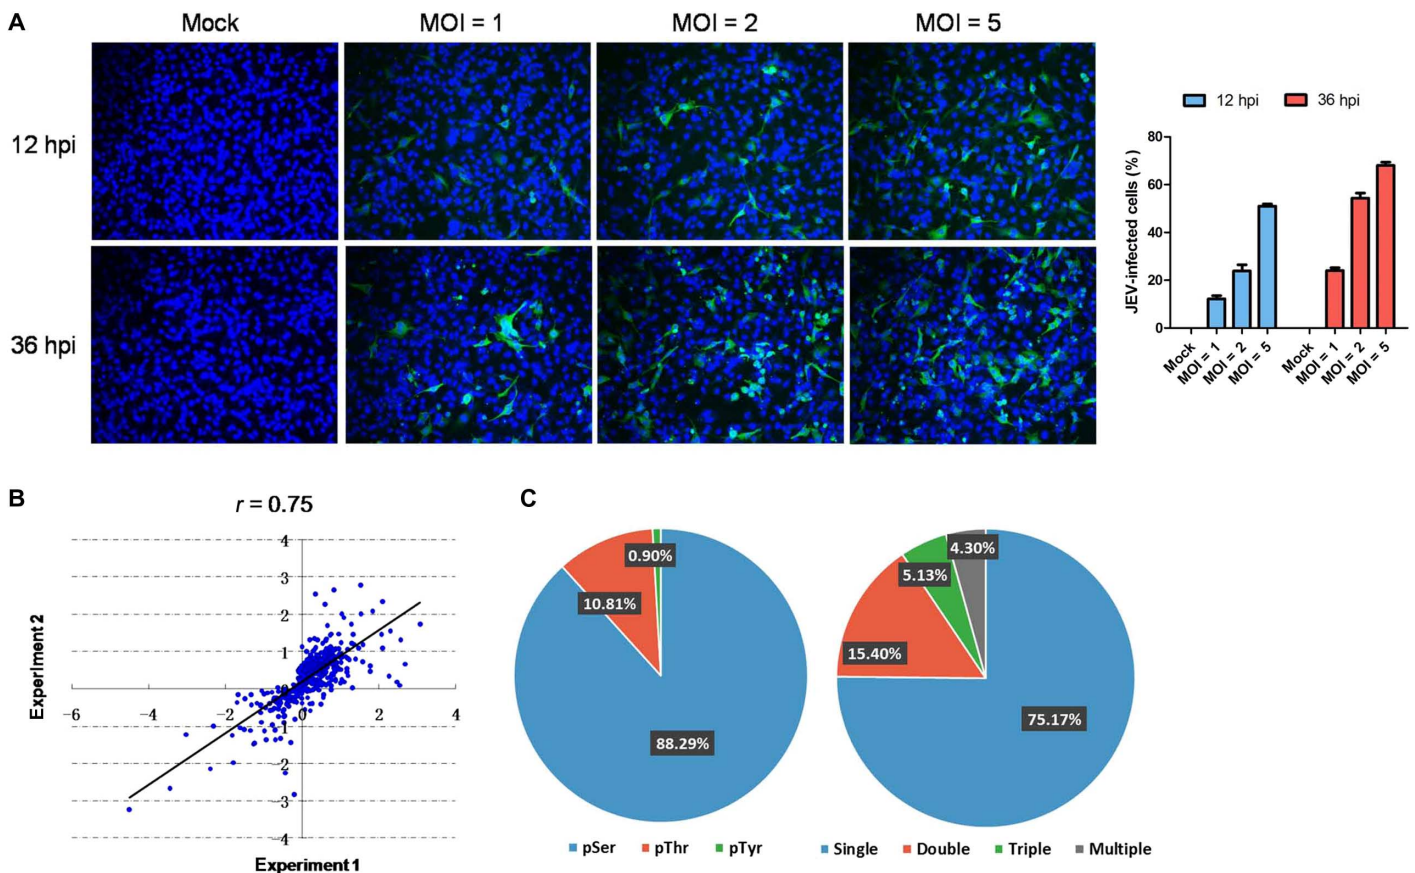 A
Mock
MOI = 1
MOI = 2
MOI = 5
12 hpi
36 hpi
12 hpi
36 hpi
JEV-infected cells (%)
80
60
40
20
0
Mock
MOI = 1
MOI = 2
MOI = 5
Mock
MOI = 1
MOI = 2
MOI = 5
B
r = 0.75
Experiment 2
4
3
2
1
0
-1
-2
-3
-4
-6
-4
-2
0
2
4
Experiment 1
C
0.90%
10.81%
88.29%
pSer
pThr
pTyr
4.30%
5.13%
15.40%
75.17%
Single
Double
Triple
Multiple